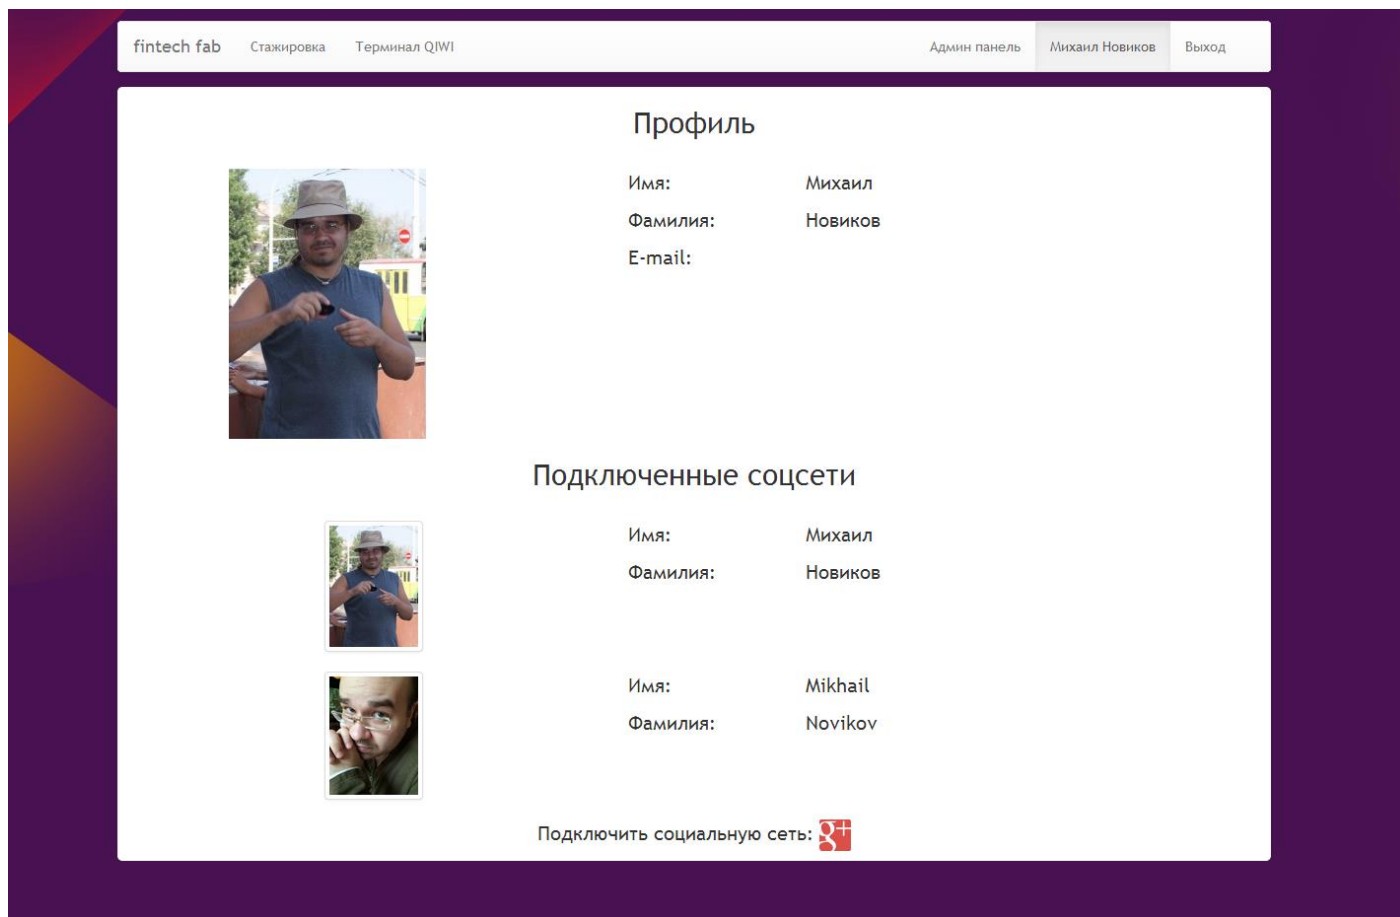 fintech fab Стажировка Терминал QIWI Админ панель Михаил Новиков Выход
Профиль
Имя: Михаил
Фамилия: Новиков
E-mail:
Подключенные соцсети
Имя: Михаил
Фамилия: Новиков
Имя: Mikhail
Фамилия: Novikov
Подключить социальную сеть: g+